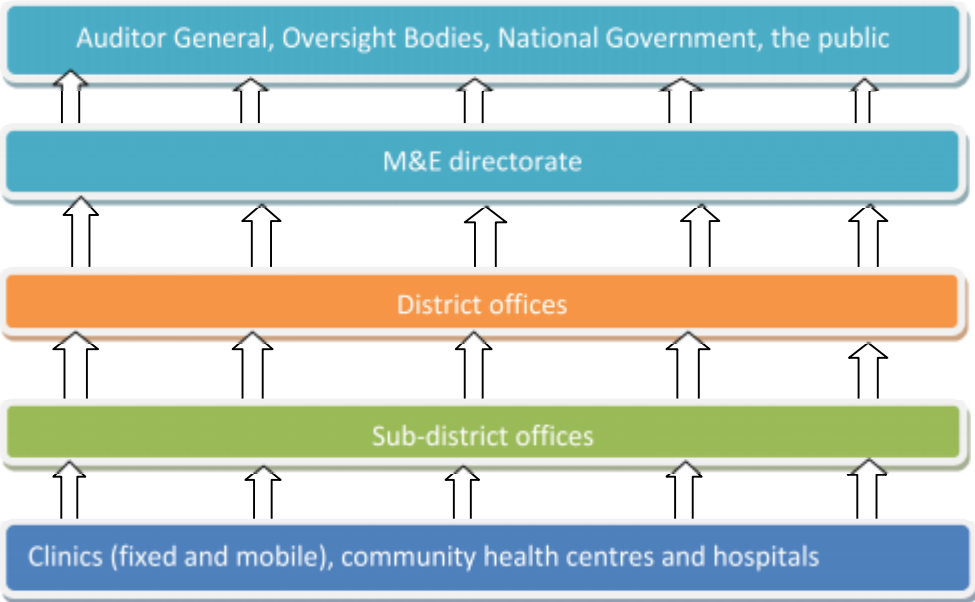 Auditor General, Oversight Bodies, National Government, the public
M&E directorate
District offices
Sub-district offices
Clinics (fixed and mobile), community health centres and hospitals